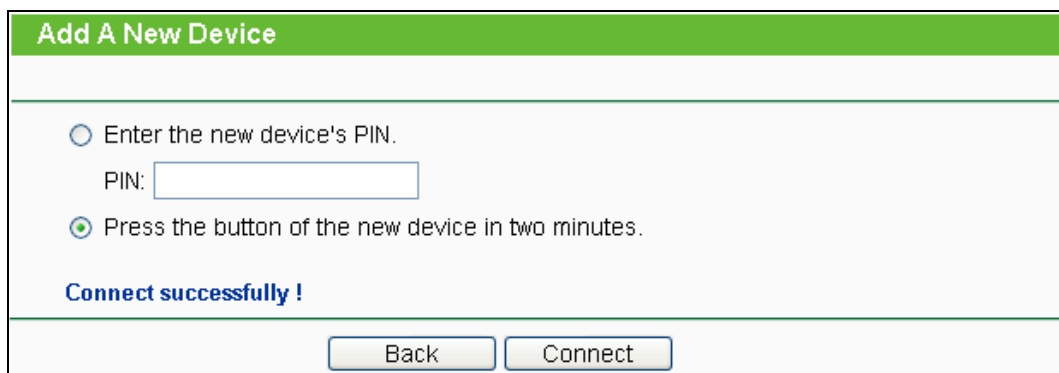 Add A New Device
Enter the new device's PIN.
PIN:
Press the button of the new device in two minutes.
Connect successfully !
Back Connect